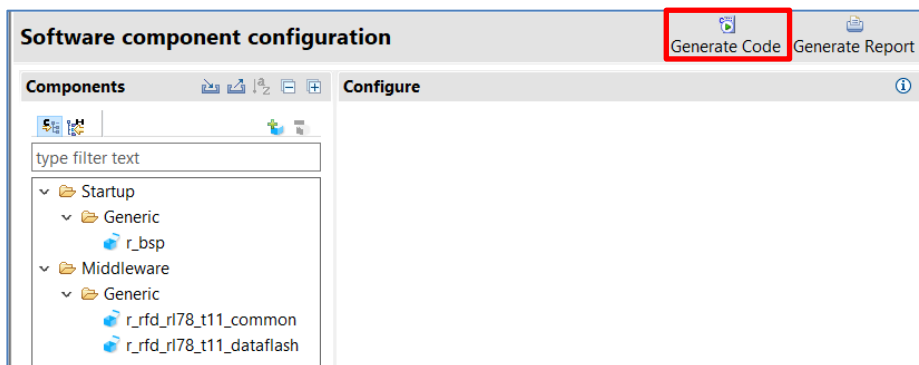 Software component configuration
Generate Code Generate Report
Components
Configure
type filter text
Startup
Generic
r_bsp
Middleware
Generic
r_rfd_rl78_t11_common
r_rfd_rl78_t11_dataflash